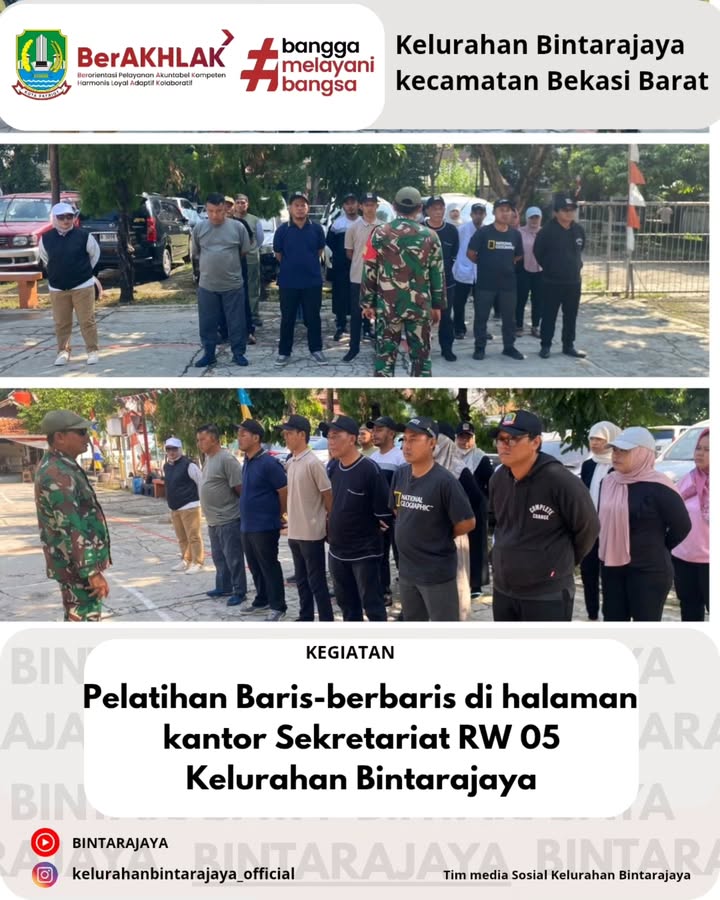 BerAKHLAK
Berorientasi Pelayanan Akuntabel Kompeten
Harmonis Loyal Adaptif Kolaboratif
#bangga
melayani
bangsa
Kelurahan Bintarajaya
kecamatan Bekasi Barat
NATIONAL
GEOGRAPHIC
COMPLETE
CHANGE
KEGIATAN
Pelatihan Baris-berbaris di halaman
kantor Sekretariat RW 05
Kelurahan Bintarajaya
BINTARAJAYA
BINTARAJAYA
kelurahanbintarajaya_official
Tim media Sosial Kelurahan Bintarajaya